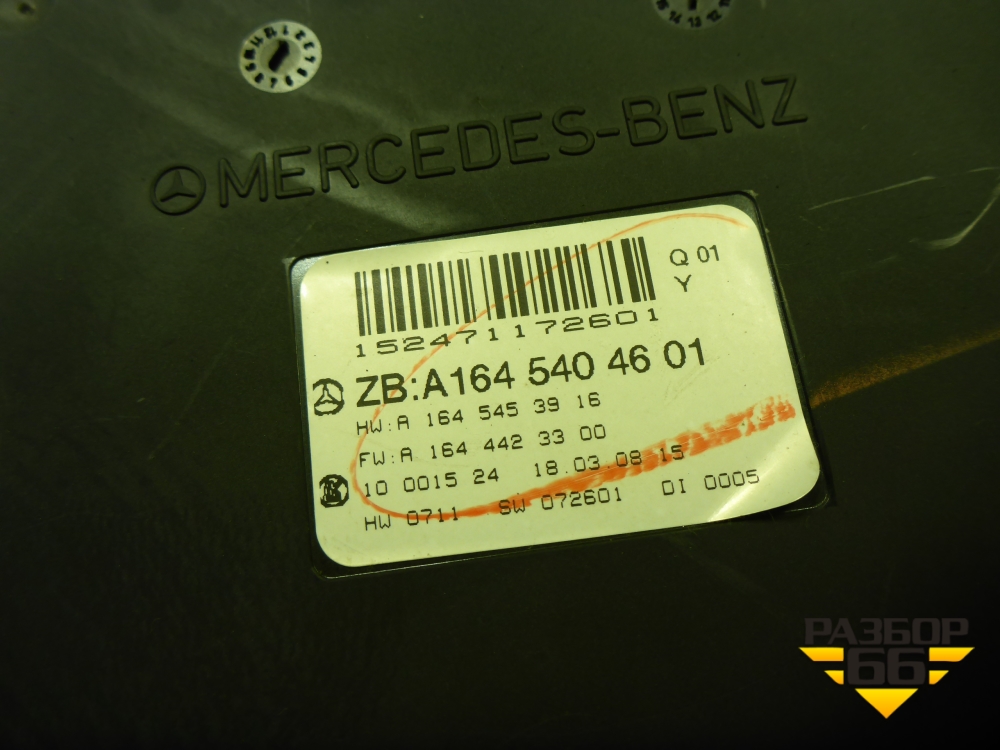 MERCEDES-BENZ
Q 01
Y
152471172601
ZB:A164 540 46 01
HW:A 164 545 39 16
FW:A 164 442 33 00
10 0015 24 18.03.08 15
HW 0711 SW 072601 DI 0005
РАЗБОР
66